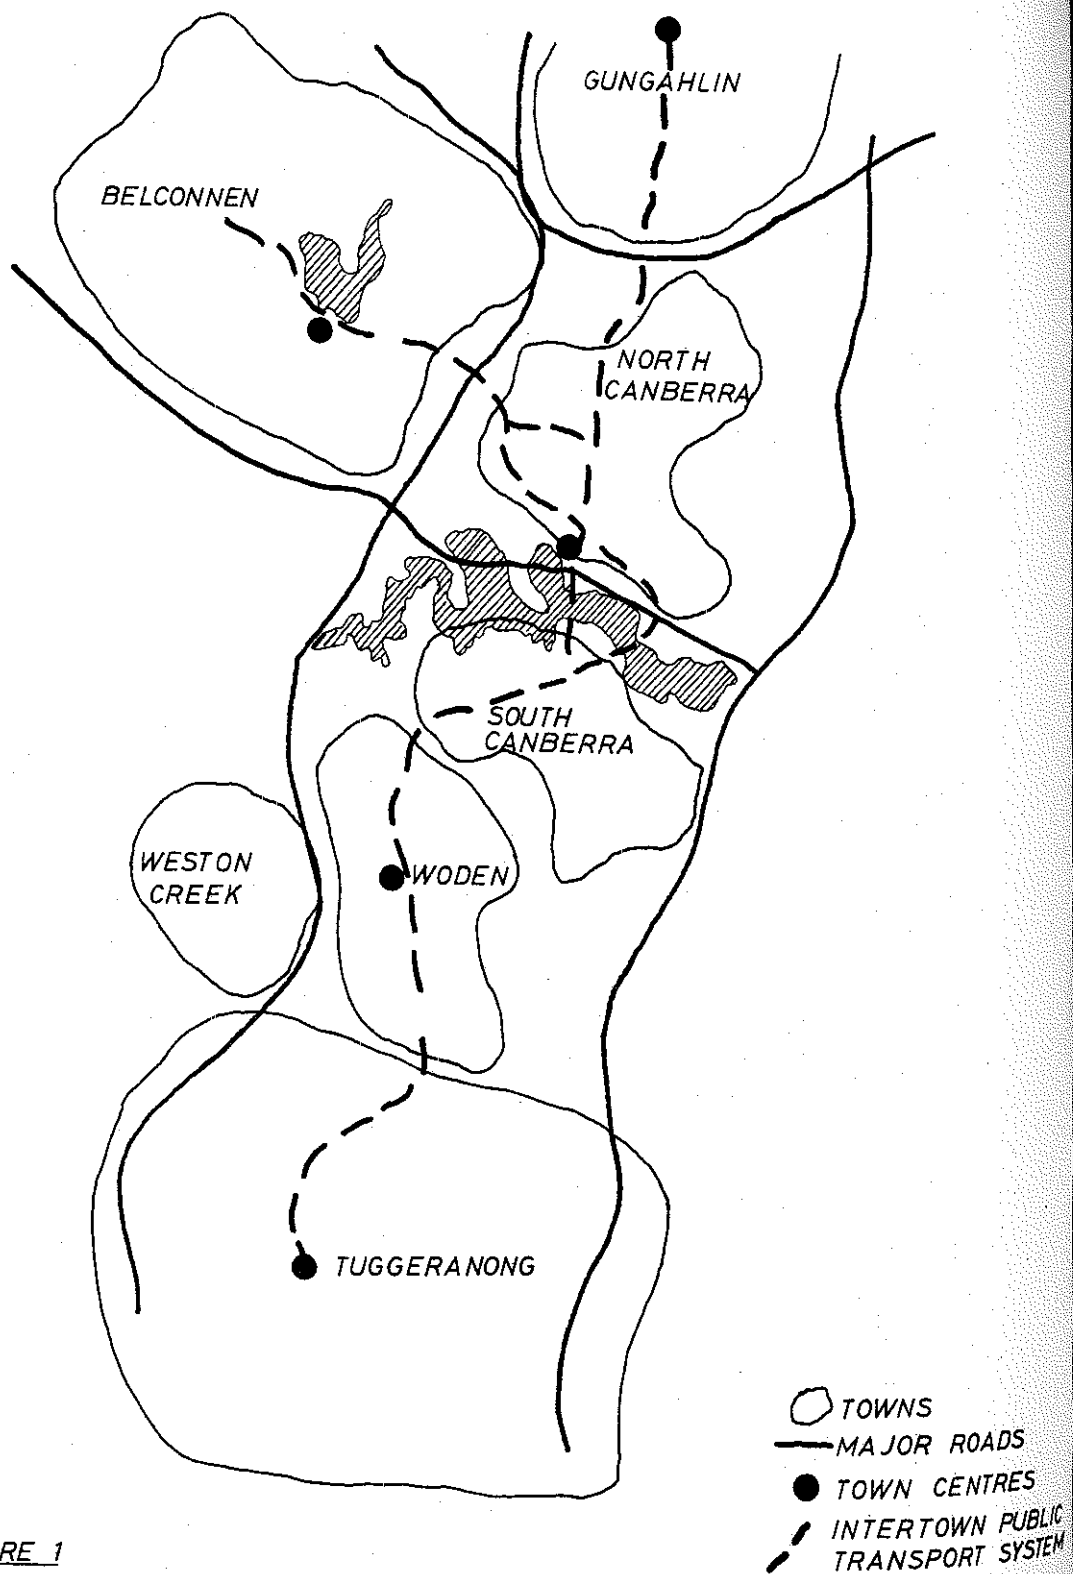 GUNGAHLIN
BELCONNEN
NORTH
CANBERRA
SOUTH
CANBERRA
WESTON
CREEK
WODEN
TUGGERANONG
TOWNS
MAJOR ROADS
TOWN CENTRES
INTERTOWN PUBLIC
TRANSPORT SYSTEM
RE 1